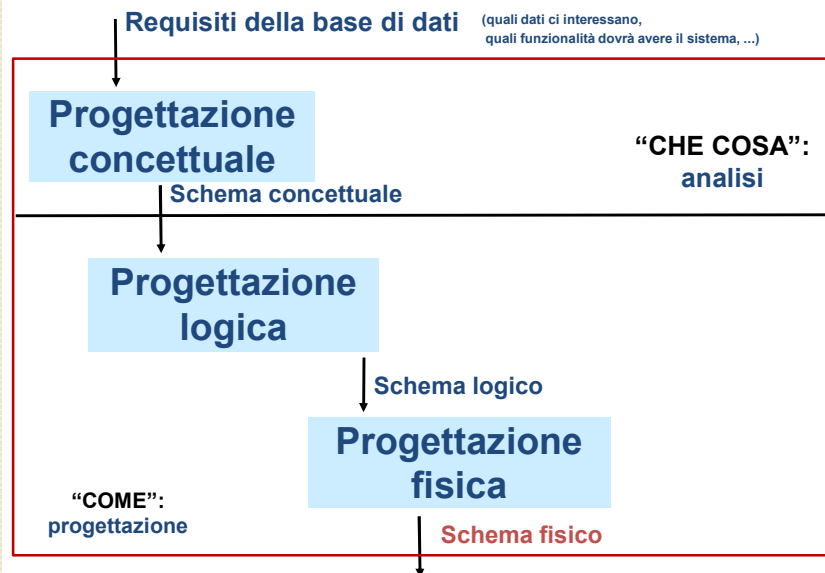 Requisiti della base di dati
(quali dati ci interessano,
quali funzionalità dovrà avere il sistema, ...)
Progettazione
concettuale
“CHE COSA”:
analisi
Schema concettuale
Progettazione
logica
Schema logico
Progettazione
fisica
“COME”:
progettazione
Schema fisico